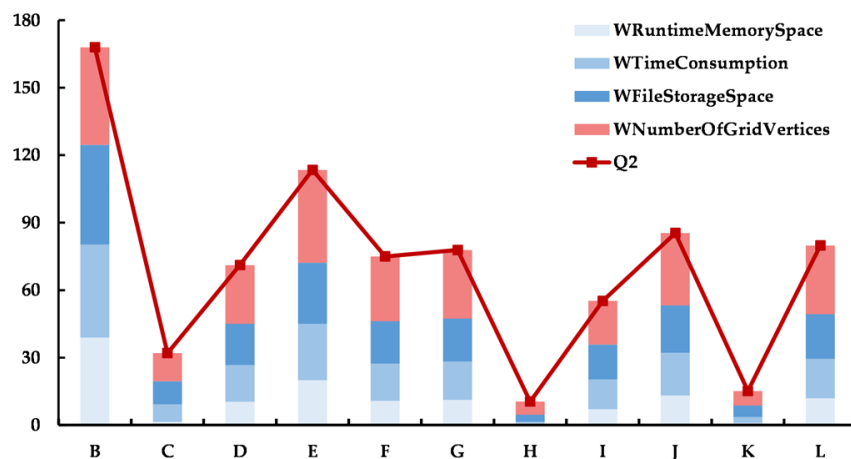 180
150
120
90
60
30
0
B C D E F G H I J K L
WRuntimeMemorySpace
WTimeConsumption
WFileStorageSpace
WNumberOfGridVertices
Q2